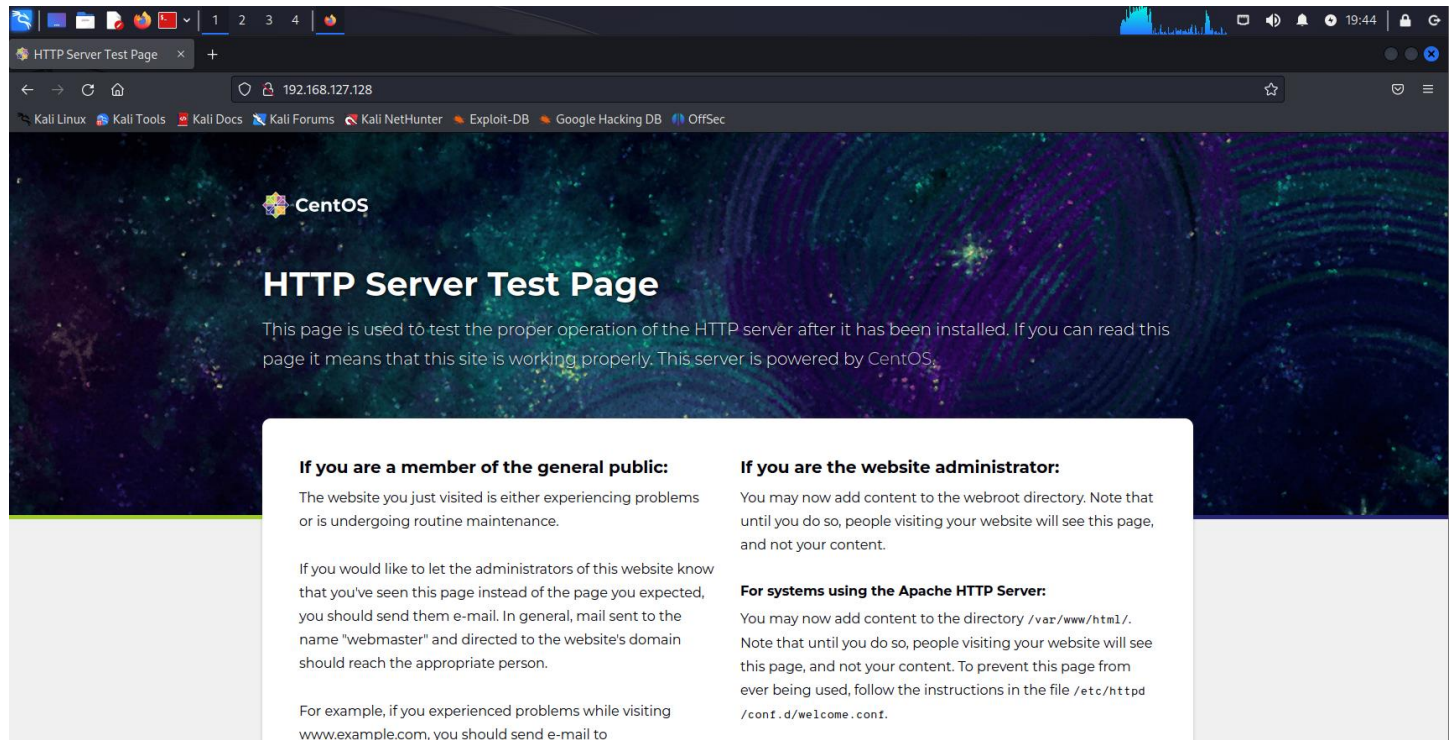 1 2 3 4
19:44
HTTP Server Test Page
192.168.127.128
Kali Linux Kali Tools Kali Docs Kali Forums Kali NetHunter Exploit-DB Google Hacking DB OffSec
CentOS
HTTP Server Test Page
This page is used to test the proper operation of the HTTP server after it has been installed. If you can read this
page it means that this site is working properly. This server is powered by CentOS.
If you are a member of the general public:
The website you just visited is either experiencing problems
or is undergoing routine maintenance.
If you would like to let the administrators of this website know
that you've seen this page instead of the page you expected,
you should send them e-mail. In general, mail sent to the
name "webmaster" and directed to the website's domain
should reach the appropriate person.
For example, if you experienced problems while visiting
www.example.com, you should send e-mail to
If you are the website administrator:
You may now add content to the webroot directory. Note that
until you do so, people visiting your website will see this page,
and not your content.
For systems using the Apache HTTP Server:
You may now add content to the directory /var/www/html/.
Note that until you do so, people visiting your website will see
this page, and not your content. To prevent this page from
ever being used, follow the instructions in the file /etc/httpd
/conf.d/welcome.conf.